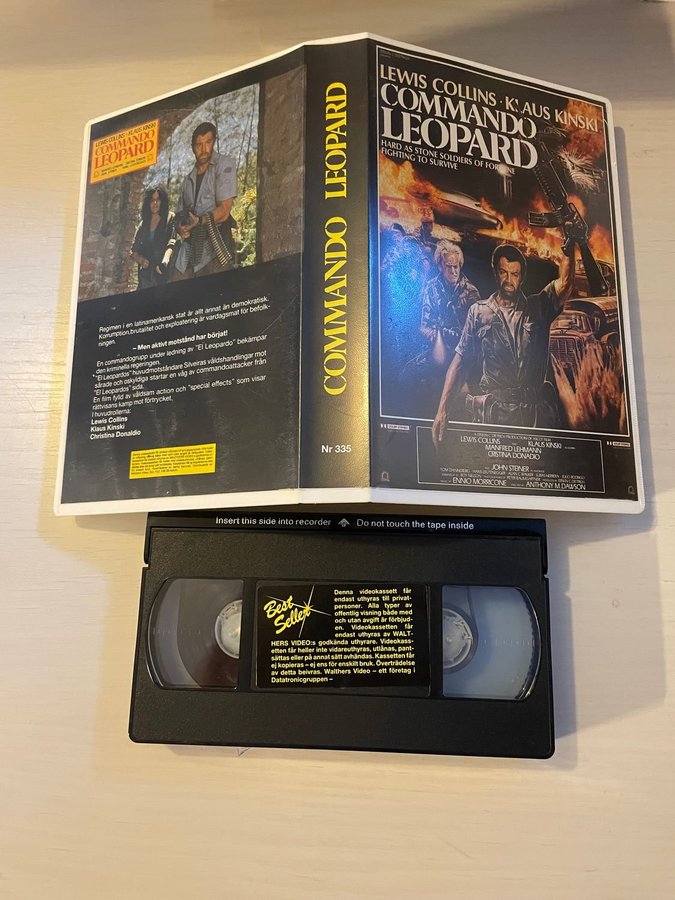 LEWIS COLLINS · KLAUS KINSKI
COMMANDO
LEOPARD
Regimen i en latinamerikansk stat är allt annat än demokratisk.
Korruption, brutalitet och exploatering är vardagsmat för befolk-
ningen.
– Men aktivt motstånd har börjat!
En commandogrupp under ledning av "El Leopardo" bekämpar
den kriminella regeringen.
"El Leopardos" huvudmotståndare Silveiras våldshandlingar mot
sårade och oskyldiga startar en våg av commandoattacker från
"El Leopardos" sida.
En film fylld av våldsam action och "special effects" som visar
rättvisans kamp mot förtrycket.
I huvudrollerna:
Lewis Collins
Klaus Kinski
Christina Donaldio
COMMANDO LEOPARD
Nr 335
LEWIS COLLINS · KLAUS KINSKI
COMMANDO
LEOPARD
HARD AS STONE SOLDIERS OF FORTUNE
FIGHTING TO SURVIVE
LEWIS COLLINS KLAUS KINSKI
MANFRED LEHMANN
CRISTINA DONADIO
JOHN STEINER
ENNIO MORRICONE
ANTHONY M. DAWSON
Insert this side into recorder Do not touch the tape inside
Best
Seller
Denna videokassett får
endast uthyras till privat-
personer. Alla typer av
offentlig visning både med
och utan avgift är förbjud-
en. Videokassetten får
endast uthyras av WALT-
HERS VIDEO:s godkända uthyrare. Videokass-
etten får heller inte vidareuthyras, utlånas, pant-
sättas eller på annat sätt avhändas. Kassetten får
ej kopieras – ej ens för enskilt bruk. Överträdelse
av detta beivras. Walthers Video – ett företag i
Datatronicgruppen –